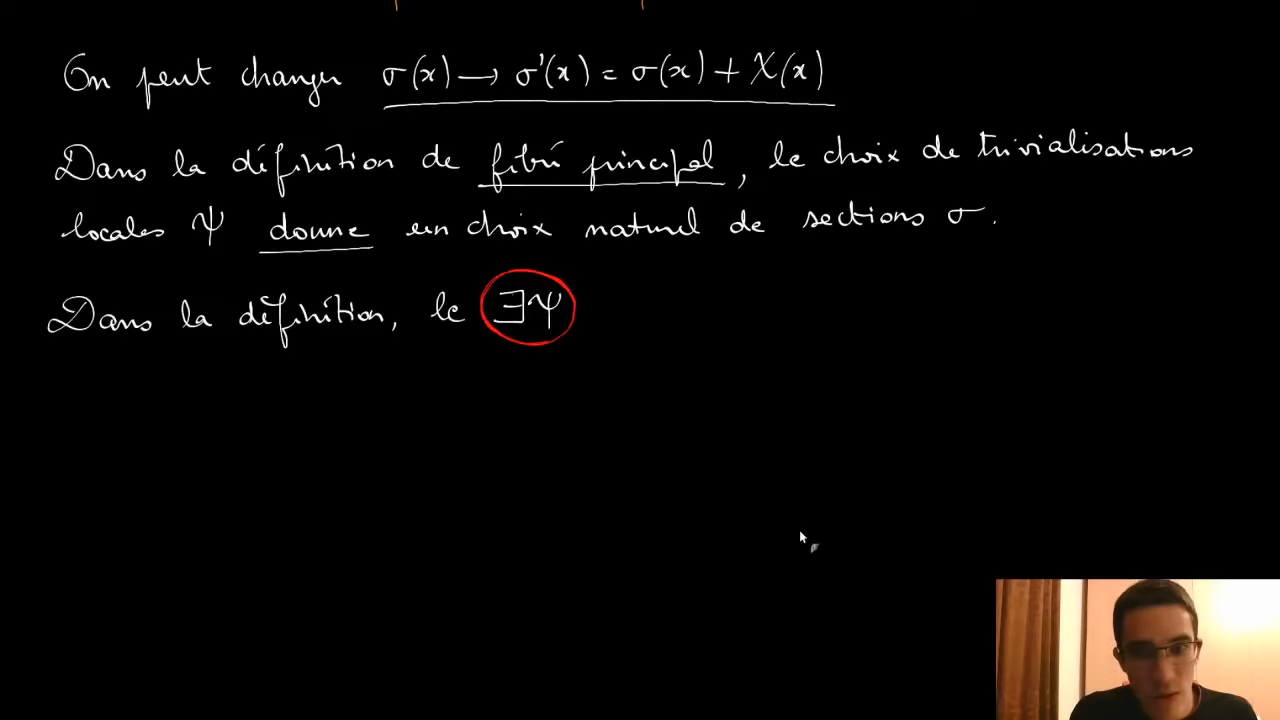 On peut changer σ(x) → σ'(x) = σ(x) + χ(x)
Dans la définition de fibré principal, le choix de trivialisations
locales Ψ donne un choix naturel de sections σ.
Dans la définition, le ∃Ψ